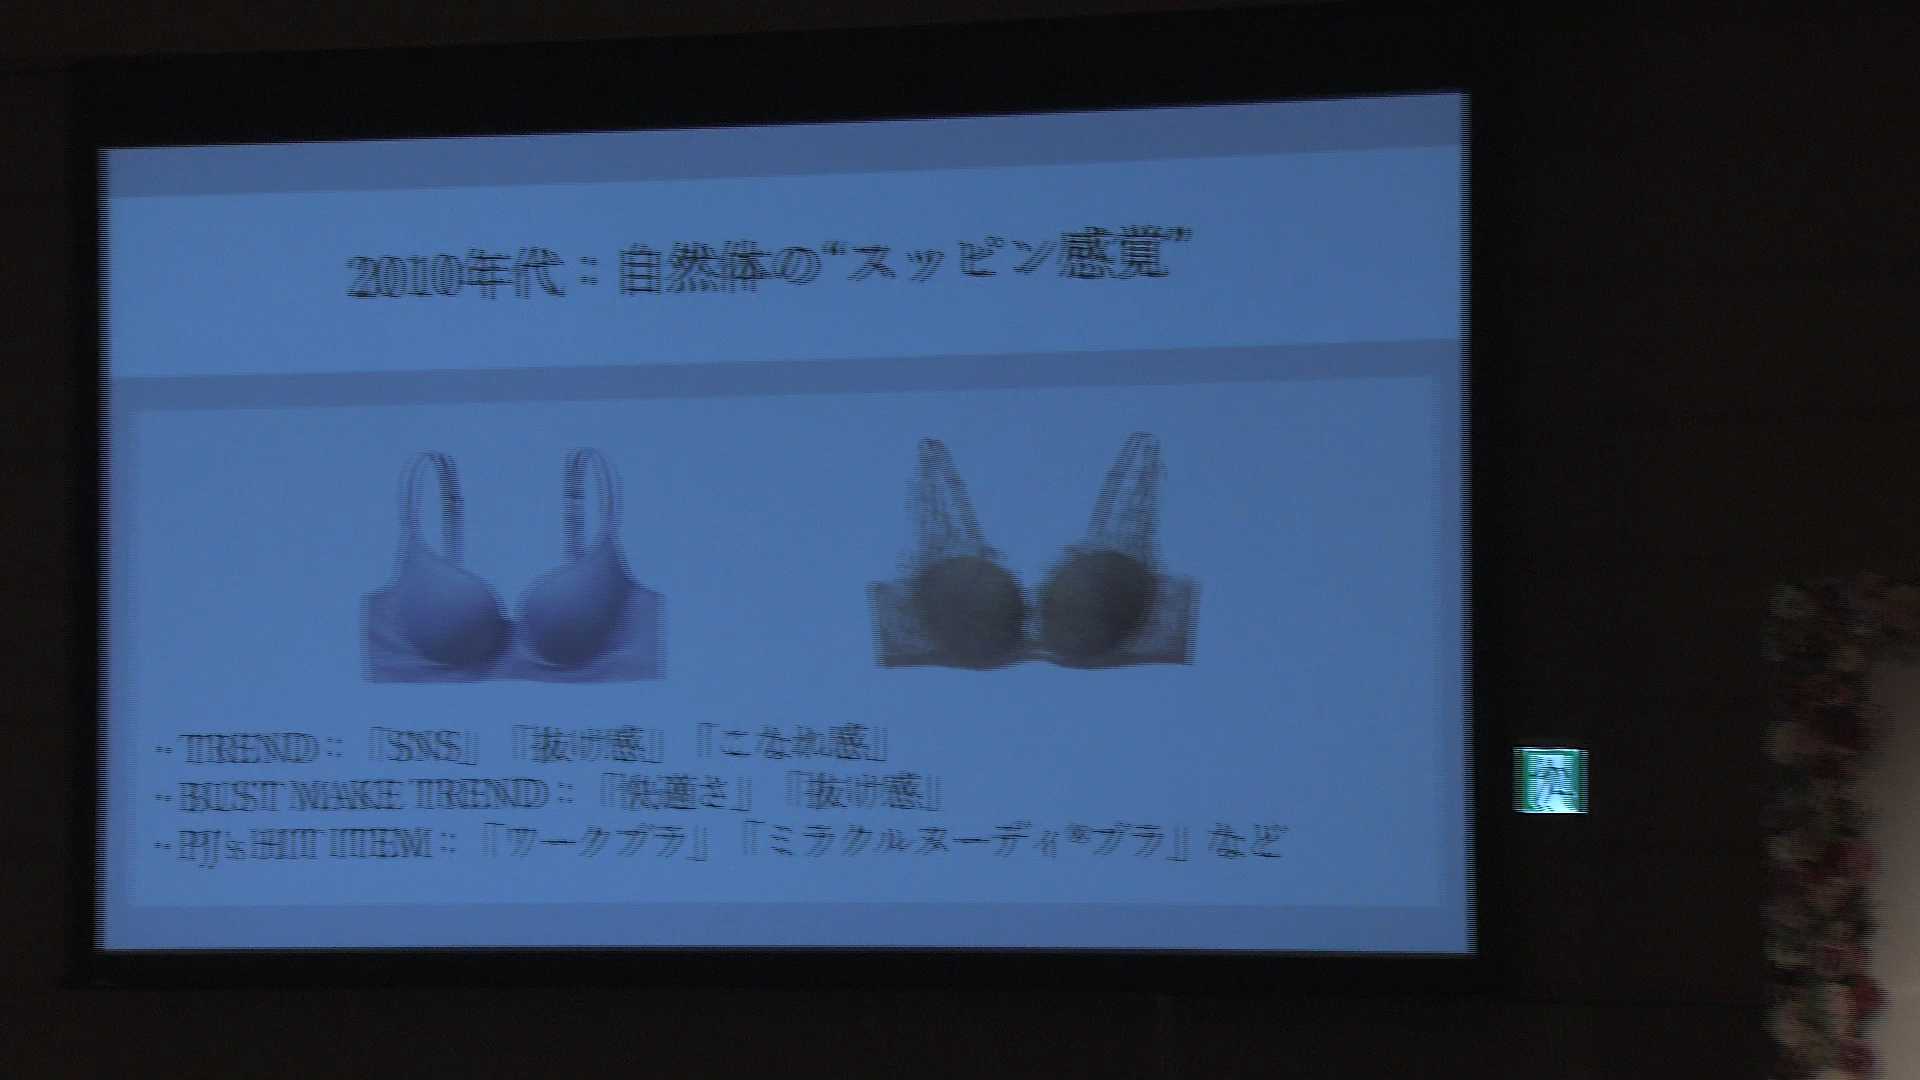 2010年代：自然体の“スッピン感覚”
・TREND：「SNS」「抜け感」「こなれ感」
・BUST MAKE TREND：「快適さ」「抜け感」
・PJ's HIT ITEM：「ワークブラ」「ミラクルヌーディ®ブラ」など